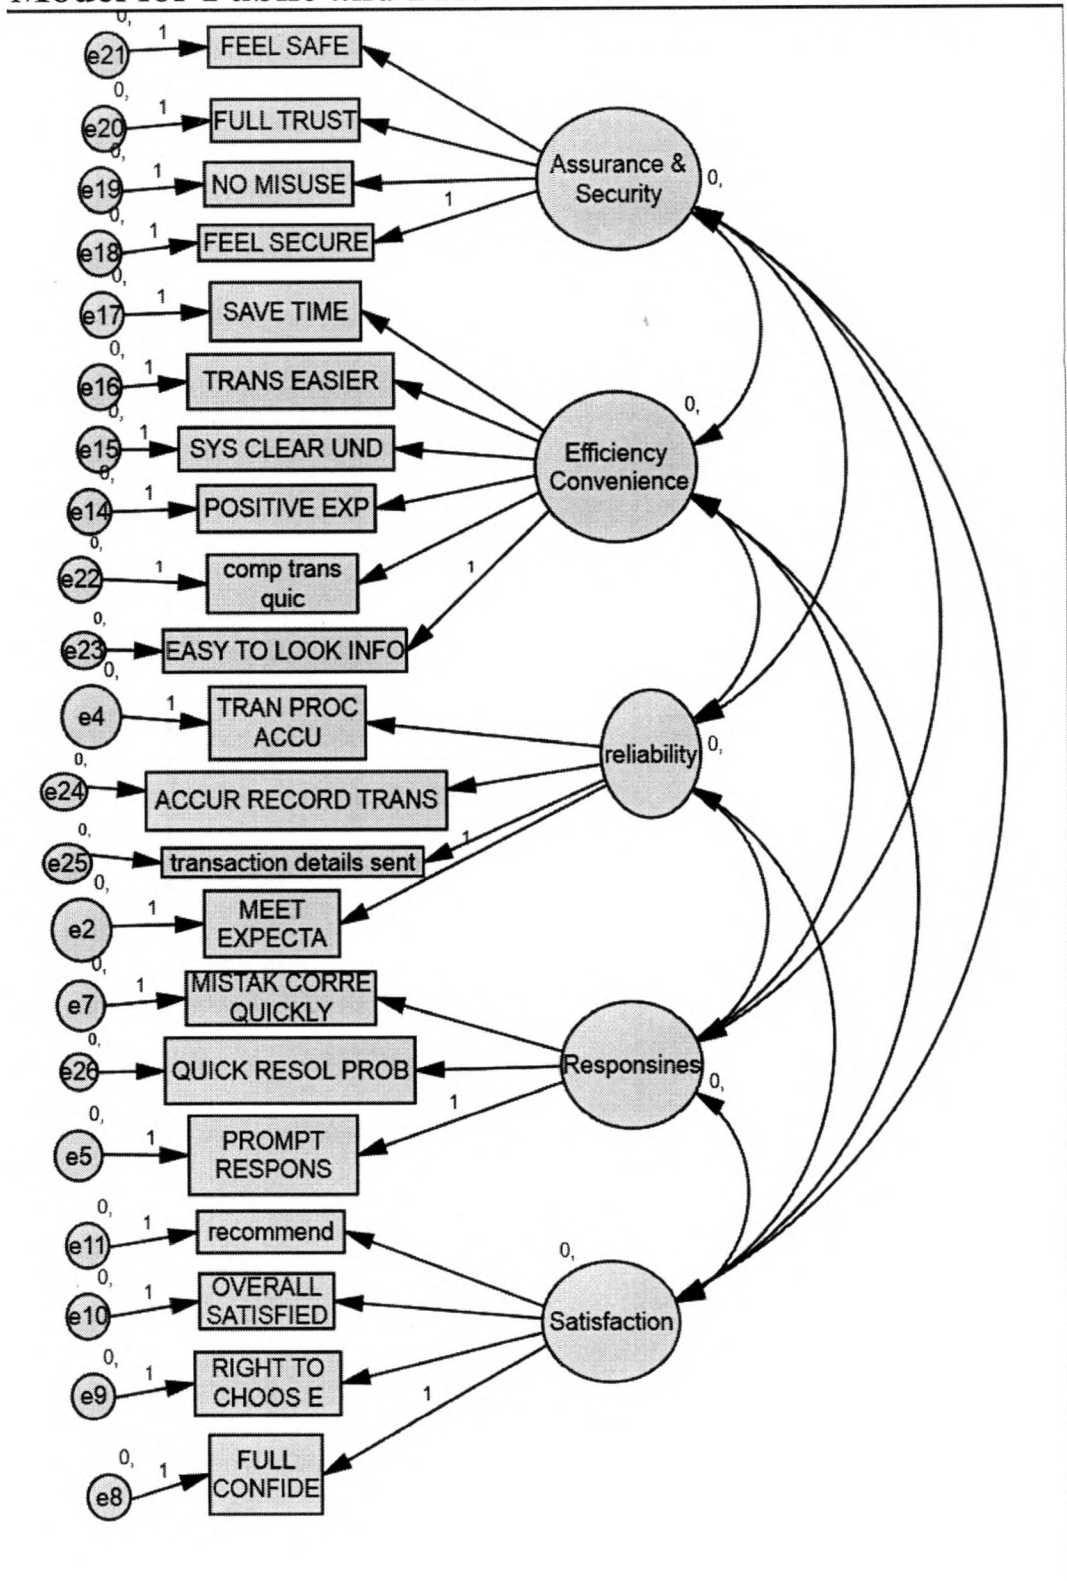 0,
e21 1 FEEL SAFE
0,
e20 1 FULL TRUST
0,
e19 1 NO MISUSE
0,
e18 1 FEEL SECURE
1
Assurance &
Security
0,
0,
e17 1 SAVE TIME
0,
e16 1 TRANS EASIER
0,
e15 1 SYS CLEAR UND
0,
e14 1 POSITIVE EXP
0,
e22 1 comp trans
quic
0,
e23 EASY TO LOOK INFO
1
0,
Efficiency
Convenience
0,
e4 1 TRAN PROC
ACCU
0,
e24 ACCUR RECORD TRANS
0,
e25 transaction details sent
1
0,
e2 1 MEET
EXPECTA
reliability
0,
0,
e7 1 MISTAK CORRE
QUICKLY
0,
e26 QUICK RESOL PROB
0,
e5 1 PROMPT
RESPONS
1
Responsines
0,
0,
e11 1 recommend
0,
e10 1 OVERALL
SATISFIED
0,
e9 1 RIGHT TO
CHOOS E
0,
e8 1 FULL
CONFIDE
1
0,
Satisfaction